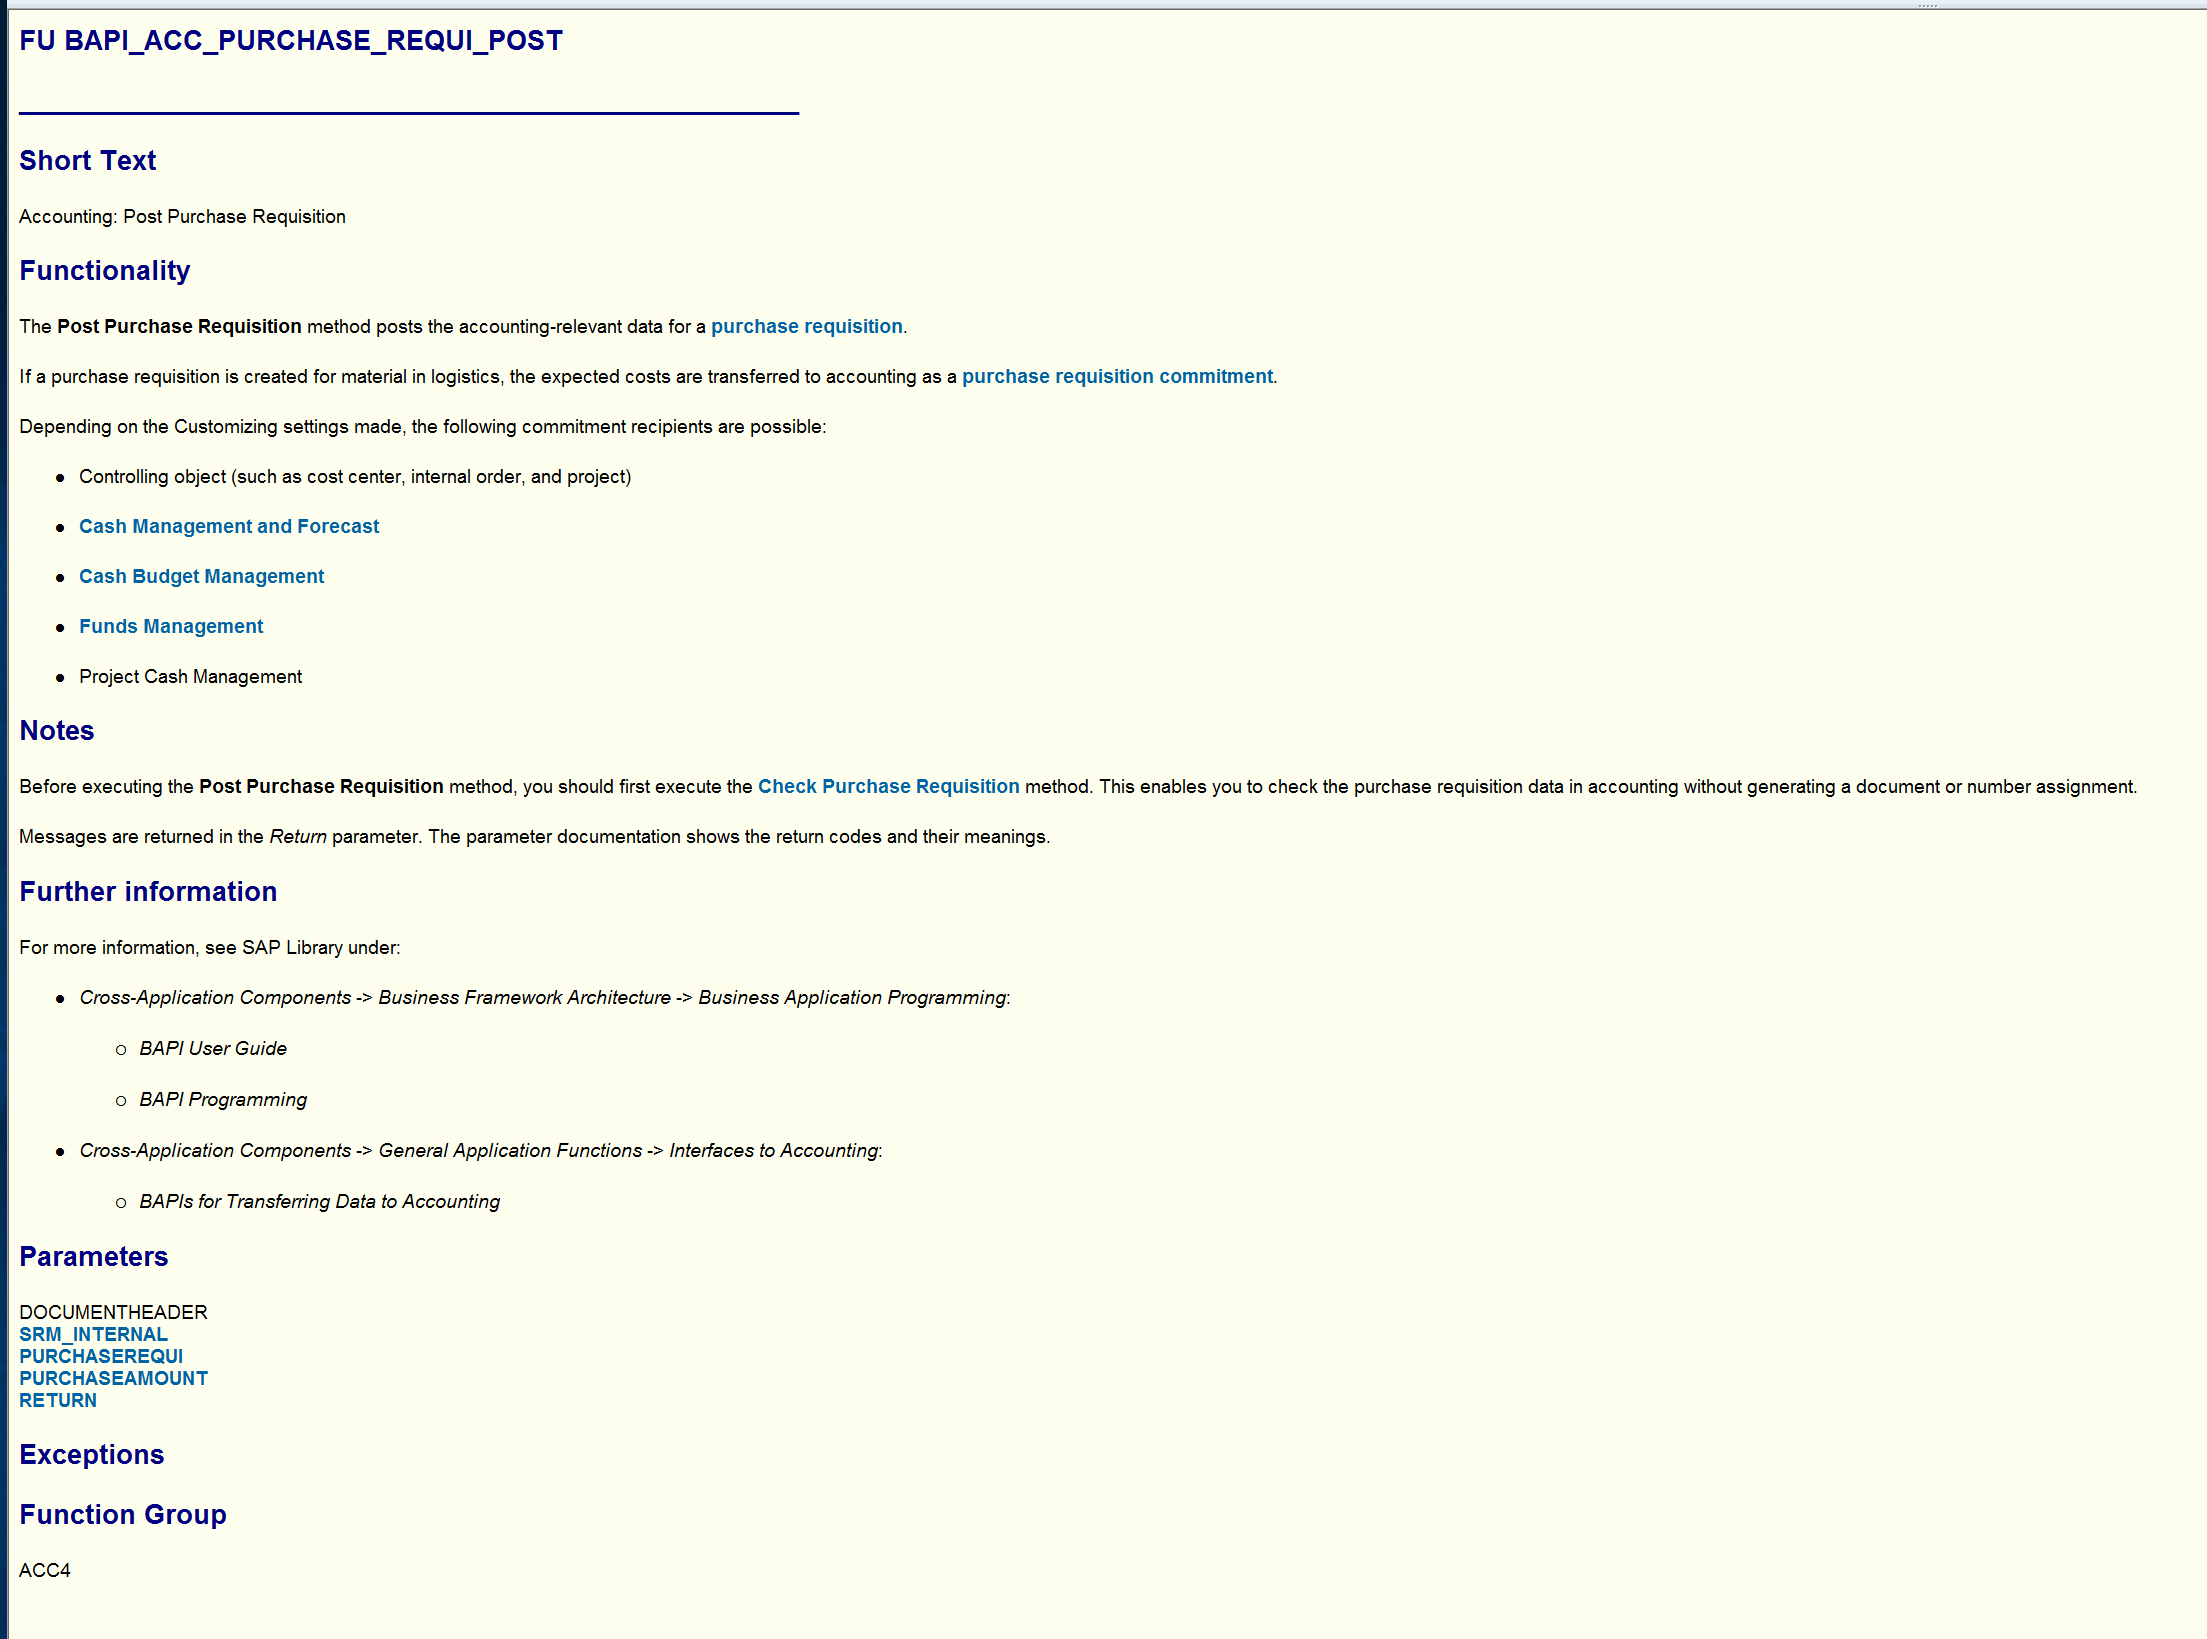 FU BAPI_ACC_PURCHASE_REQUI_POST
Short Text
Accounting: Post Purchase Requisition
Functionality
The Post Purchase Requisition method posts the accounting-relevant data for a purchase requisition.
If a purchase requisition is created for material in logistics, the expected costs are transferred to accounting as a purchase requisition commitment.
Depending on the Customizing settings made, the following commitment recipients are possible:
Controlling object (such as cost center, internal order, and project)
Cash Management and Forecast
Cash Budget Management
Funds Management
Project Cash Management
Notes
Before executing the Post Purchase Requisition method, you should first execute the Check Purchase Requisition method. This enables you to check the purchase requisition data in accounting without generating a document or number assignment.
Messages are returned in the Return parameter. The parameter documentation shows the return codes and their meanings.
Further information
For more information, see SAP Library under:
Cross-Application Components -> Business Framework Architecture -> Business Application Programming:
BAPI User Guide
BAPI Programming
Cross-Application Components -> General Application Functions -> Interfaces to Accounting:
BAPIs for Transferring Data to Accounting
Parameters
DOCUMENTHEADER
SRM_INTERNAL
PURCHASEREQUI
PURCHASEAMOUNT
RETURN
Exceptions
Function Group
ACC4